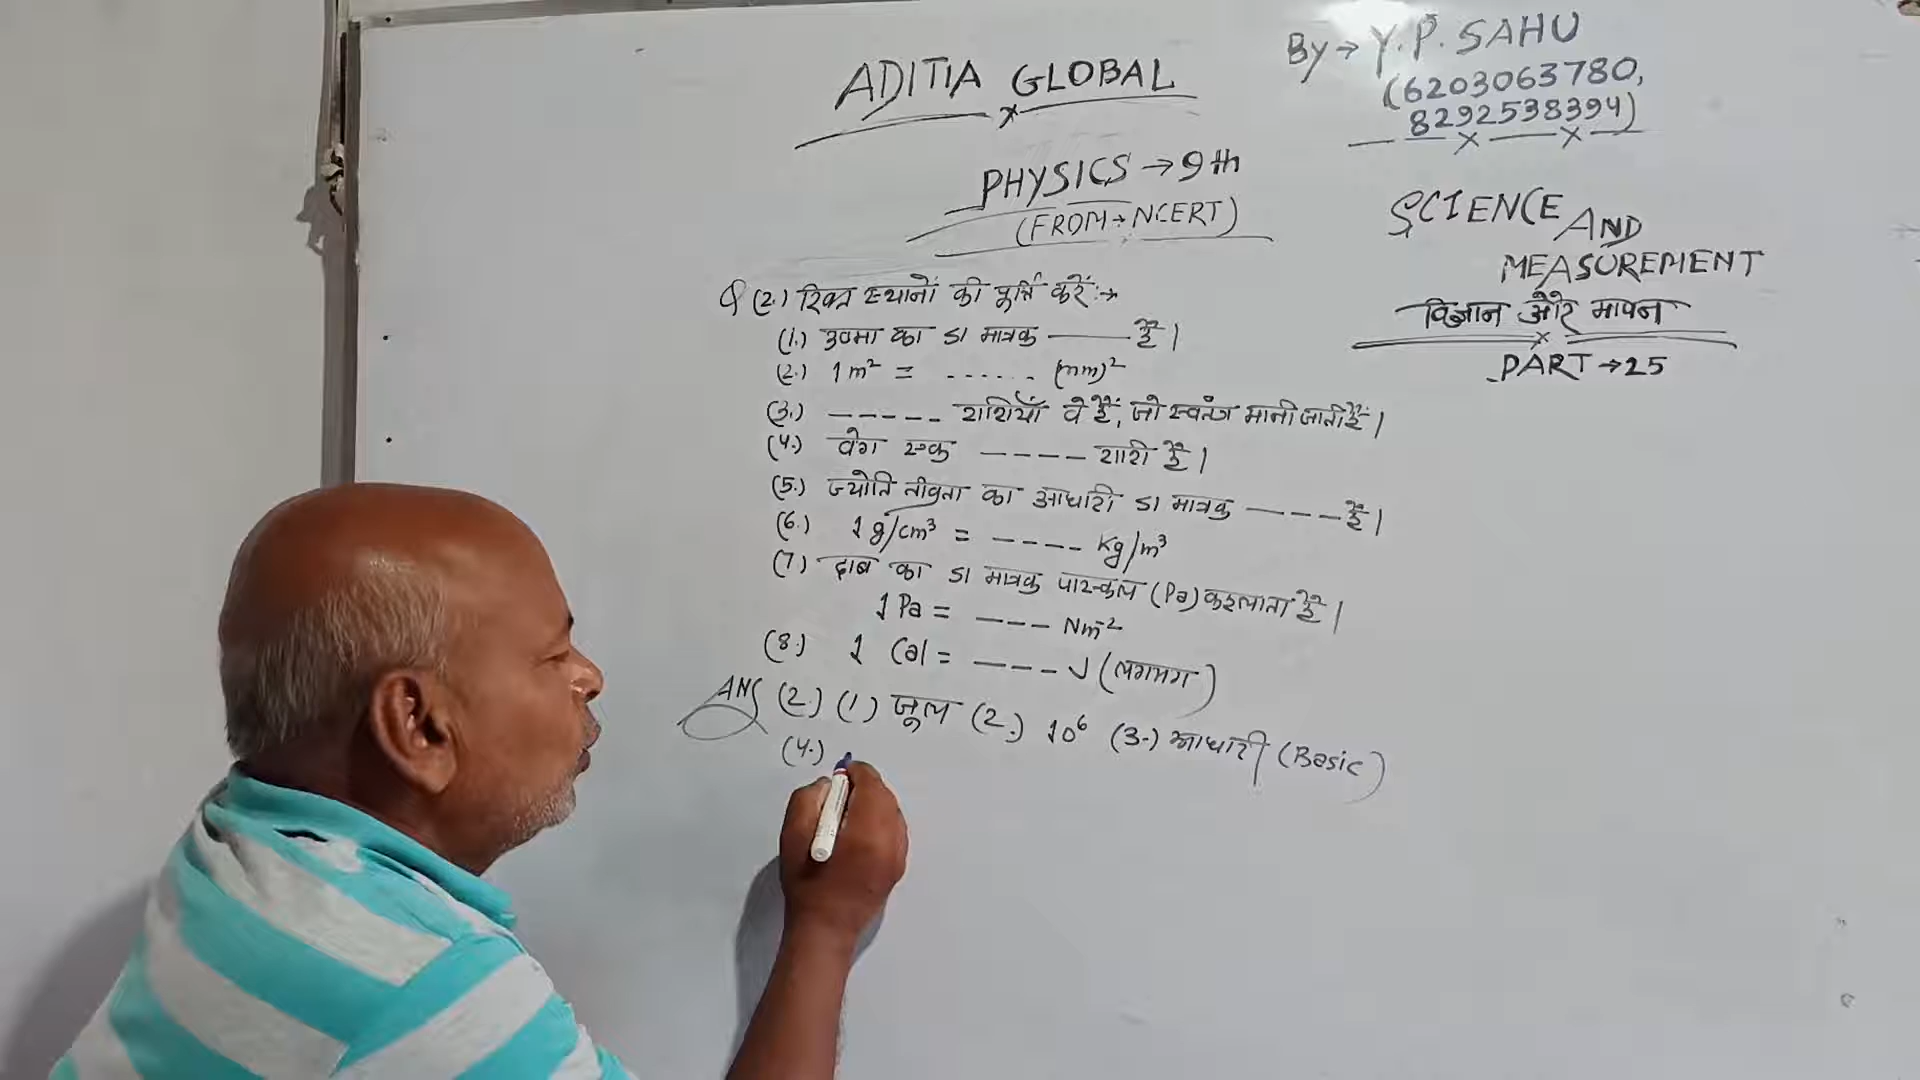 ADITIA GLOBAL
By → Y. P. SAHU
(6203063780,
8292538394)
PHYSICS → 9th
(FROM → NCERT)
SCIENCE AND
MEASUREMENT
विज्ञान और मापन
PART → 25
Q (2.) रिक्त स्थानों की पूर्त्ति करें :→
(1.) उष्मा का SI मात्रक ——— है।
(2.) 1 m² = ...... (mm)²
(3.) ----- राशियाँ वे हैं, जो स्वतंत्र मानी जाती हैं।
(4.) वेग एक ---- राशि है।
(5.) ज्योति तीव्रता का आधारी SI मात्रक ---- है।
(6.) 1 g/cm³ = ---- Kg/m³
(7) दाब का SI मात्रक पास्कल (Pa) कहलाता है।
1 Pa = --- Nm⁻²
(8.) 1 Cal = ---- J (लगभग)
ANS (2.) (1) जूल (2.) 10⁶ (3.) आधारी (Basic)
(4.)